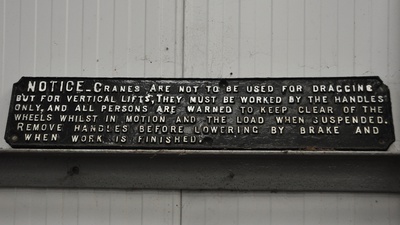 NOTICE_CRANES ARE NOT TO BE USED FOR DRAGGING
BUT FOR VERTICAL LIFTS, THEY MUST BE WORKED BY THE HANDLES
ONLY, AND ALL PERSONS ARE WARNED TO KEEP CLEAR OF THE
WHEELS WHILST IN MOTION AND THE LOAD WHEN SUSPENDED.
REMOVE HANDLES BEFORE LOWERING BY BRAKE AND
WHEN WORK IS FINISHED.